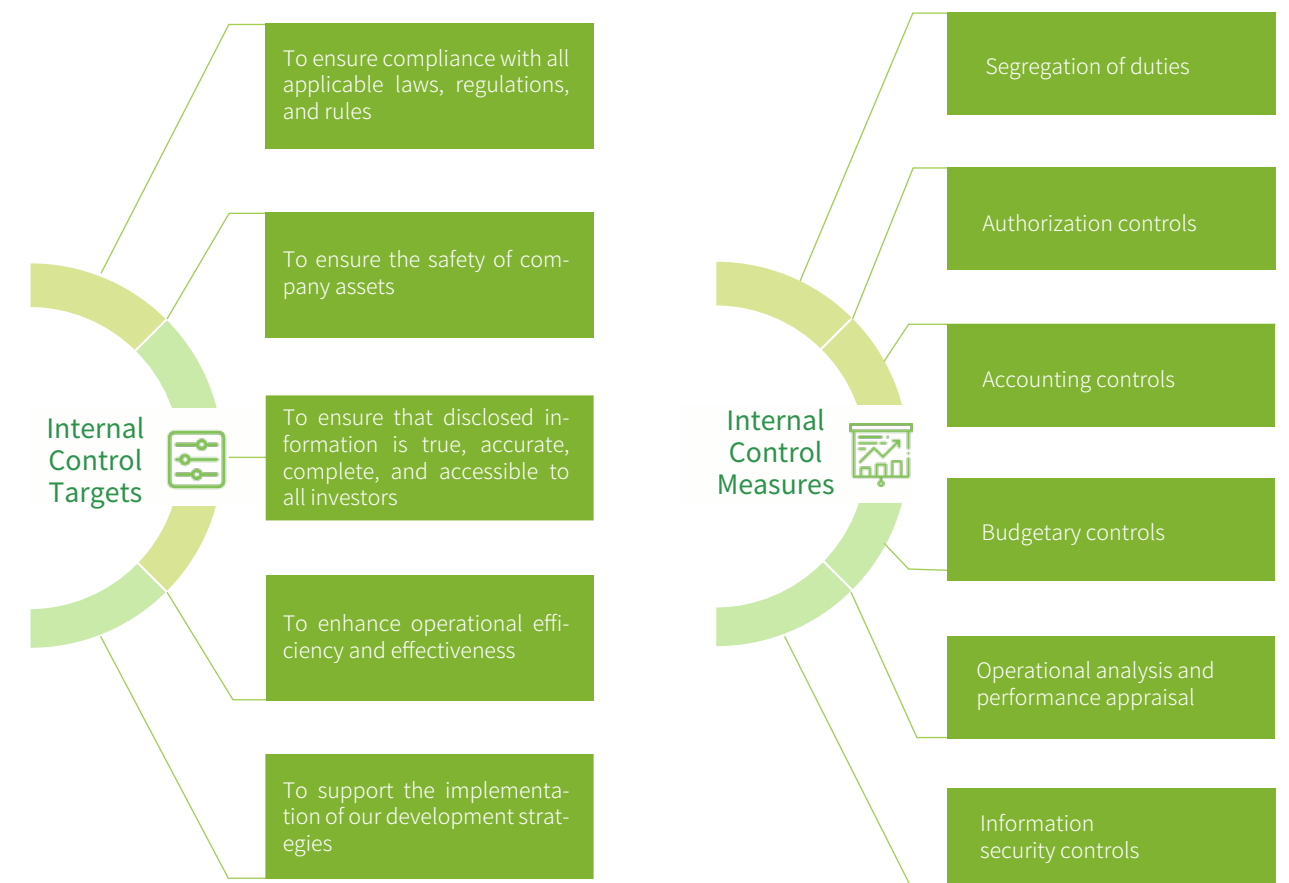 To ensure compliance with all
applicable laws, regulations,
and rules
To ensure the safety of com-
pany assets
Internal
Control
Targets
To ensure that disclosed in-
formation is true, accurate,
complete, and accessible to
all investors
To enhance operational effi-
ciency and effectiveness
To support the implementa-
tion of our development strat-
egies
Segregation of duties
Authorization controls
Accounting controls
Internal
Control
Measures
Budgetary controls
Operational analysis and
performance appraisal
Information
security controls